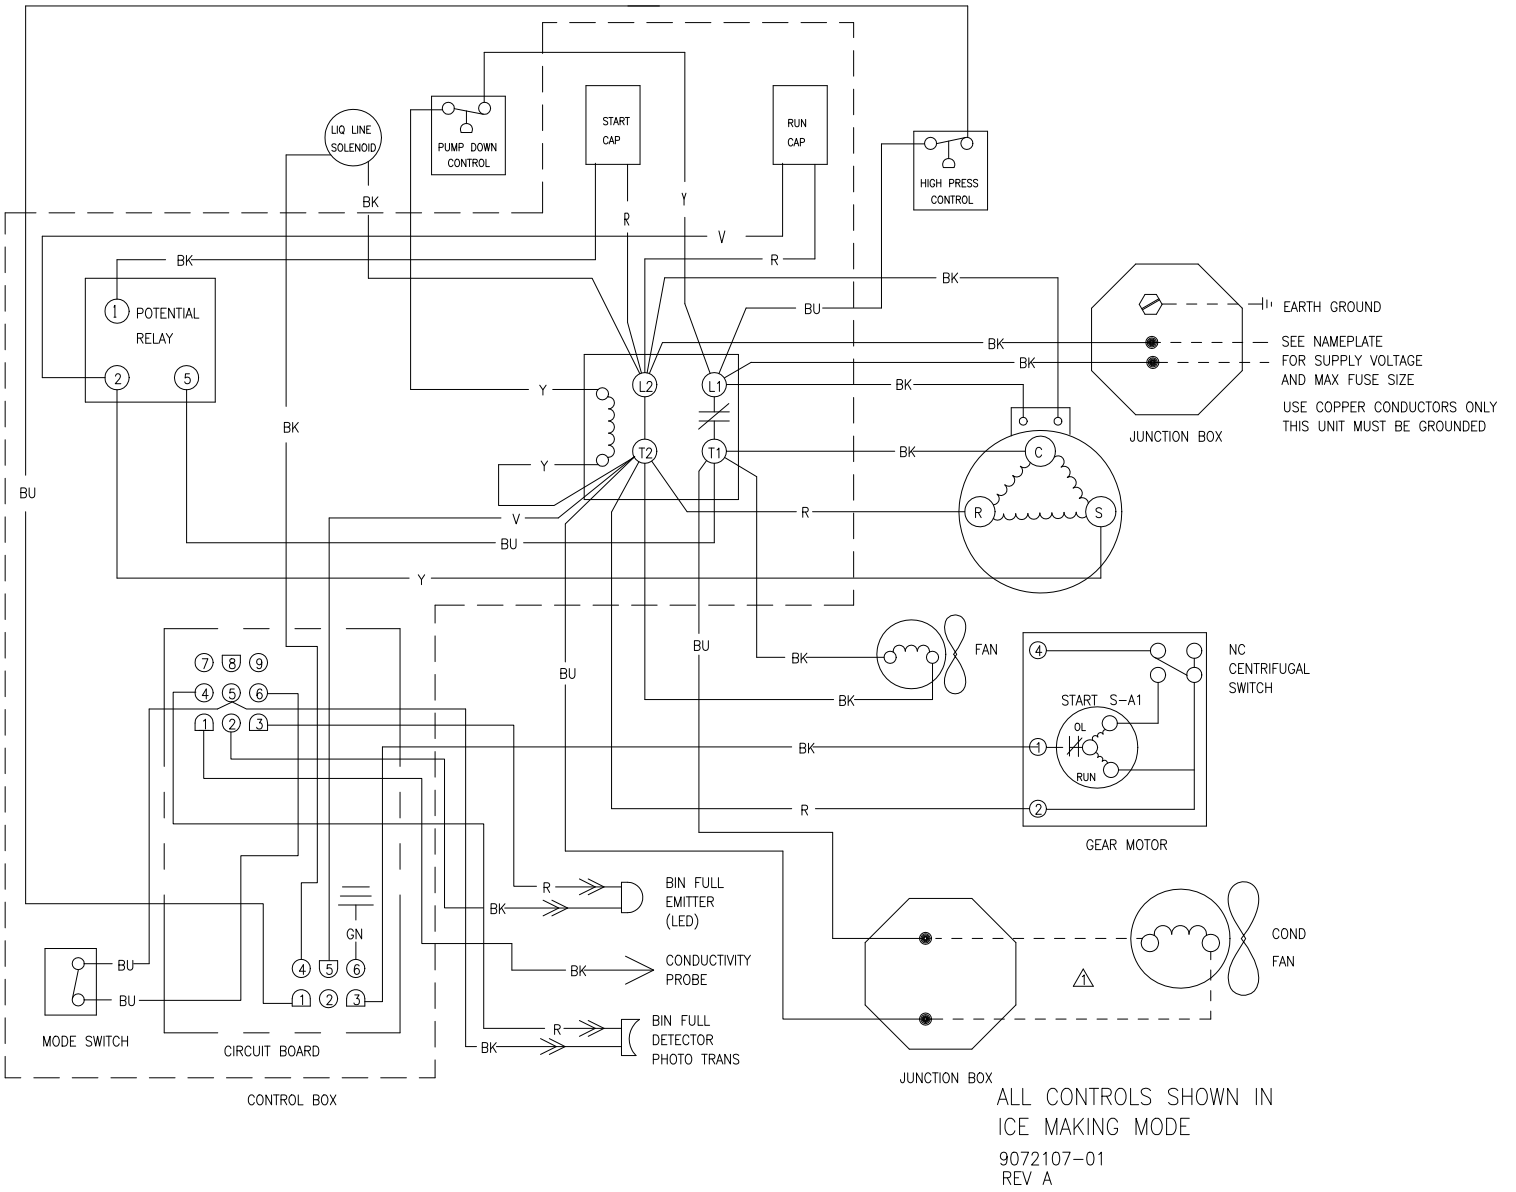 START
CAP
RUN
CAP
LIQ LINE
SOLENOID
PUMP DOWN
CONTROL
HIGH PRESS
CONTROL
BK
Y
R
V
R
BK
BK
BU
EARTH GROUND
1
POTENTIAL
RELAY
BK
SEE NAMEPLATE
BK
FOR SUPPLY VOLTAGE
AND MAX FUSE SIZE
2
5
Y
L2
L1
BK
USE COPPER CONDUCTORS ONLY
THIS UNIT MUST BE GROUNDED
JUNCTION BOX
BK
T2
T1
BK
C
Y
BU
V
R
R
S
BU
Y
7
8
9
BU
BK
FAN
4
NC
CENTRIFUGAL
SWITCH
BU
4
5
6
BK
START S-A1
1
2
3
OL
BK
1
RUN
R
2
GEAR MOTOR
R
BIN FULL
EMITTER
(LED)
BK
GN
COND
FAN
BU
4
5
6
BK
CONDUCTIVITY
PROBE
1
BU
1
2
3
R
BIN FULL
DETECTOR
PHOTO TRANS
BK
MODE SWITCH
CIRCUIT BOARD
JUNCTION BOX
CONTROL BOX
ALL CONTROLS SHOWN IN
ICE MAKING MODE
9072107-01
REV A